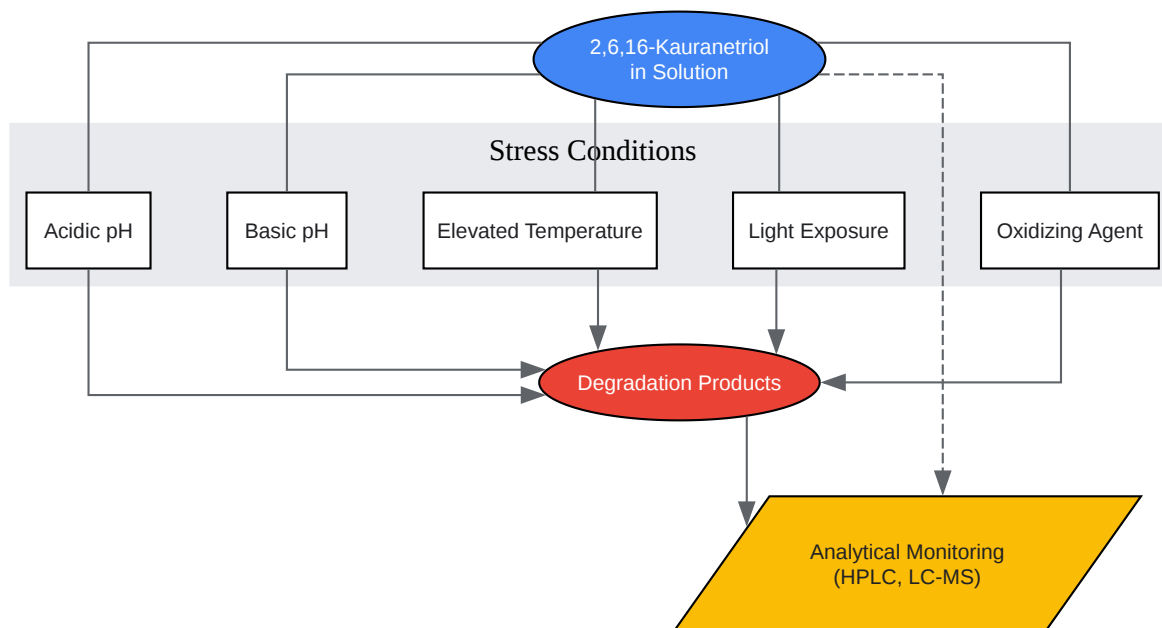 2,6,16-Kauranetriol
in Solution
Stress Conditions
Acidic pH
Basic pH
Elevated Temperature
Light Exposure
Oxidizing Agent
Degradation Products
Analytical Monitoring
(HPLC, LC-MS)